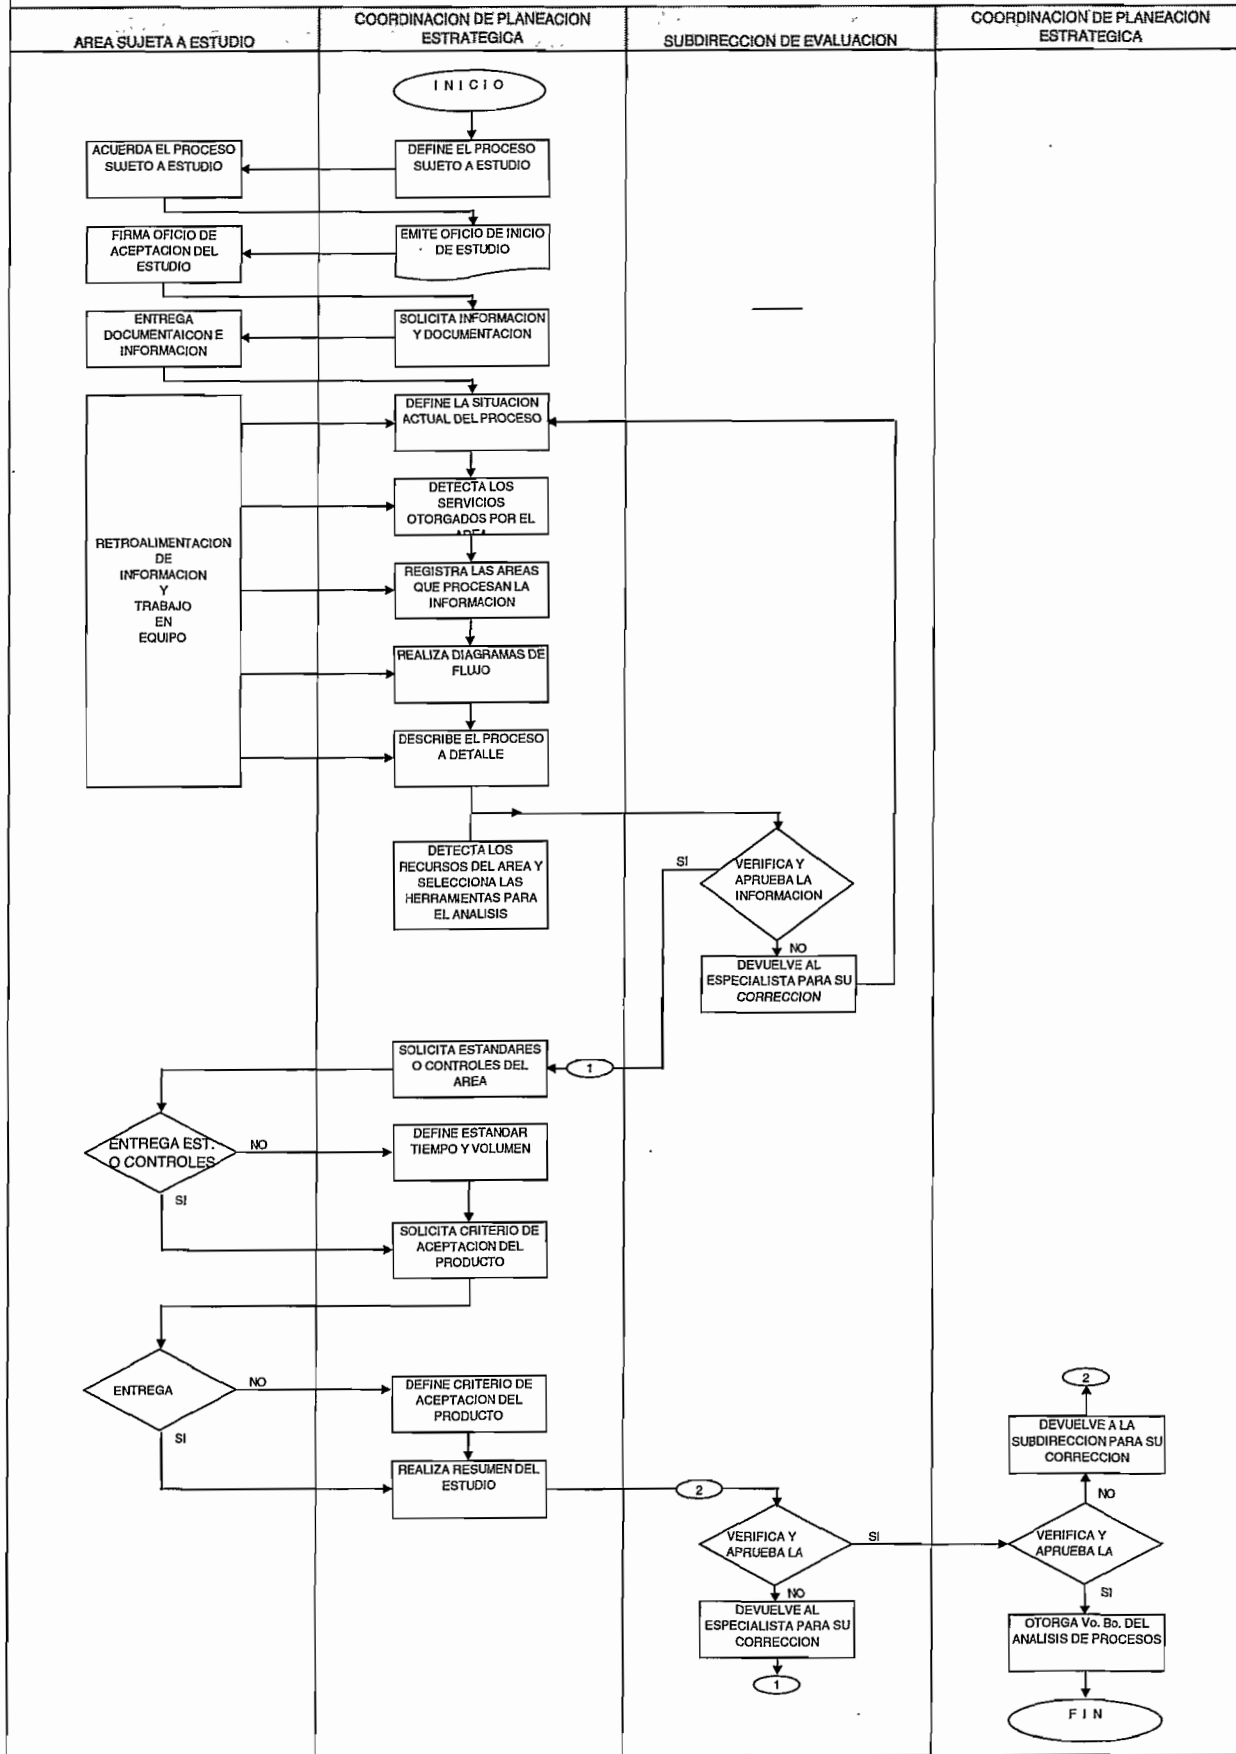 AREA SUJETA A ESTUDIO
COORDINACION DE PLANEACION
ESTRATEGICA
SUBDIRECCION DE EVALUACION
COORDINACION DE PLANEACION
ESTRATEGICA
INICIO
ACUERDA EL PROCESO
SUJETO A ESTUDIO
DEFINE EL PROCESO
SUJETO A ESTUDIO
FIRMA OFICIO DE
ACEPTACION DEL
ESTUDIO
EMITE OFICIO DE INICIO
DE ESTUDIO
ENTREGA
DOCUMENTAICON E
INFORMACION
SOLICITA INFORMACION
Y DOCUMENTACION
DEFINE LA SITUACION
ACTUAL DEL PROCESO
DETECTA LOS
SERVICIOS
OTORGADOS POR EL
AREA
RETROALIMENTACION
DE
INFORMACION
Y
TRABAJO
EN
EQUIPO
REGISTRA LAS AREAS
QUE PROCESAN LA
INFORMACION
REALIZA DIAGRAMAS DE
FLUJO
DESCRIBE EL PROCESO
A DETALLE
DETECTA LOS
RECURSOS DEL AREA Y
SELECCIONA LAS
HERRAMIENTAS PARA
EL ANALISIS
SI
VERIFICA Y
APRUEBA LA
INFORMACION
NO
DEVUELVE AL
ESPECIALISTA PARA SU
CORRECCION
SOLICITA ESTANDARES
O CONTROLES DEL
AREA
1
ENTREGA EST.
O CONTROLES
NO
SI
DEFINE ESTANDAR
TIEMPO Y VOLUMEN
SOLICITA CRITERIO DE
ACEPTACION DEL
PRODUCTO
ENTREGA
NO
SI
DEFINE CRITERIO DE
ACEPTACION DEL
PRODUCTO
REALIZA RESUMEN DEL
ESTUDIO
2
VERIFICA Y
APRUEBA LA
SI
NO
DEVUELVE AL
ESPECIALISTA PARA SU
CORRECCION
1
2
DEVUELVE A LA
SUBDIRECCION PARA SU
CORRECCION
NO
VERIFICA Y
APRUEBA LA
SI
OTORGA Vo. Bo. DEL
ANALISIS DE PROCESOS
FIN